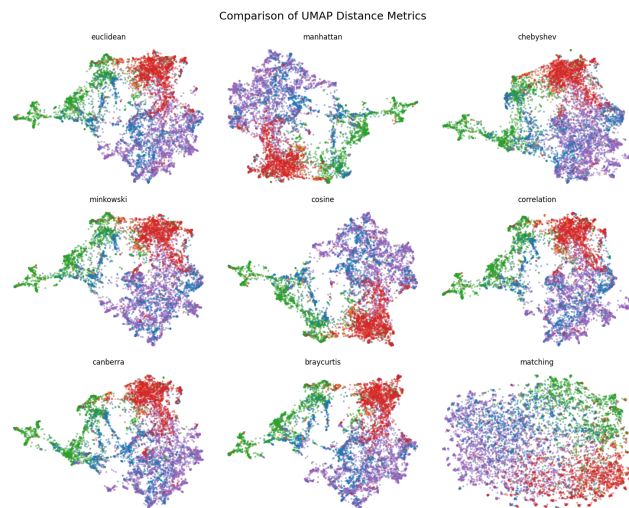 Comparison of UMAP Distance Metrics
euclidean
manhattan
chebyshev
minkowski
cosine
correlation
canberra
braycurtis
matching